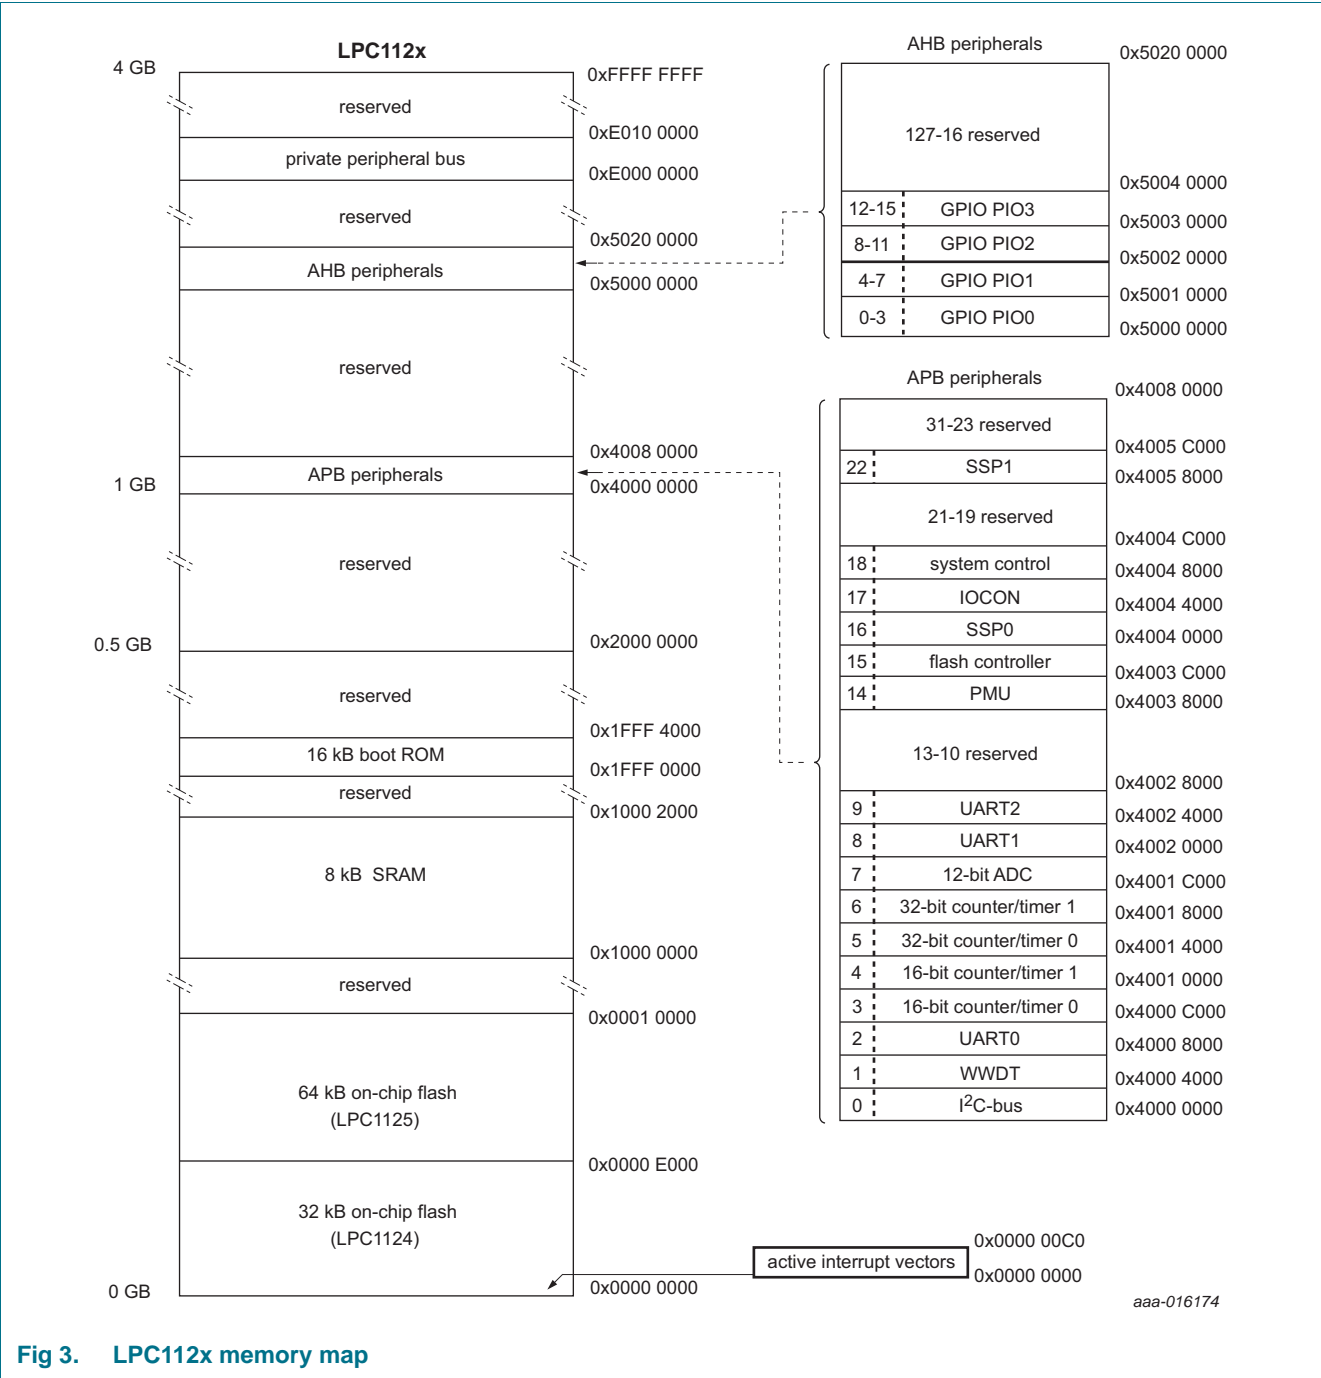 LPC112x
4 GB
0xFFFF FFFF
reserved
0xE010 0000
private peripheral bus
0xE000 0000
reserved
0x5020 0000
AHB peripherals
0x5000 0000
reserved
0x4008 0000
APB peripherals
1 GB
0x4000 0000
reserved
0.5 GB
0x2000 0000
reserved
0x1FFF 4000
16 kB boot ROM
0x1FFF 0000
reserved
0x1000 2000
8 kB SRAM
0x1000 0000
reserved
0x0001 0000
64 kB on-chip flash
(LPC1125)
0x0000 E000
32 kB on-chip flash
(LPC1124)
0 GB
0x0000 0000
AHB peripherals
0x5020 0000
127-16 reserved
0x5004 0000
12-15 GPIO PIO3
0x5003 0000
8-11 GPIO PIO2
0x5002 0000
4-7 GPIO PIO1
0x5001 0000
0-3 GPIO PIO0
0x5000 0000
APB peripherals
0x4008 0000
31-23 reserved
0x4005 C000
22 SSP1
0x4005 8000
21-19 reserved
0x4004 C000
18 system control
0x4004 8000
17 IOCON
0x4004 4000
16 SSP0
0x4004 0000
15 flash controller
0x4003 C000
14 PMU
0x4003 8000
13-10 reserved
0x4002 8000
9 UART2
0x4002 4000
8 UART1
0x4002 0000
7 12-bit ADC
0x4001 C000
6 32-bit counter/timer 1
0x4001 8000
5 32-bit counter/timer 0
0x4001 4000
4 16-bit counter/timer 1
0x4001 0000
3 16-bit counter/timer 0
0x4000 C000
2 UART0
0x4000 8000
1 WWDT
0x4000 4000
0 I2C-bus
0x4000 0000
0x0000 00C0
active interrupt vectors
0x0000 0000
aaa-016174
Fig 3. LPC112x memory map